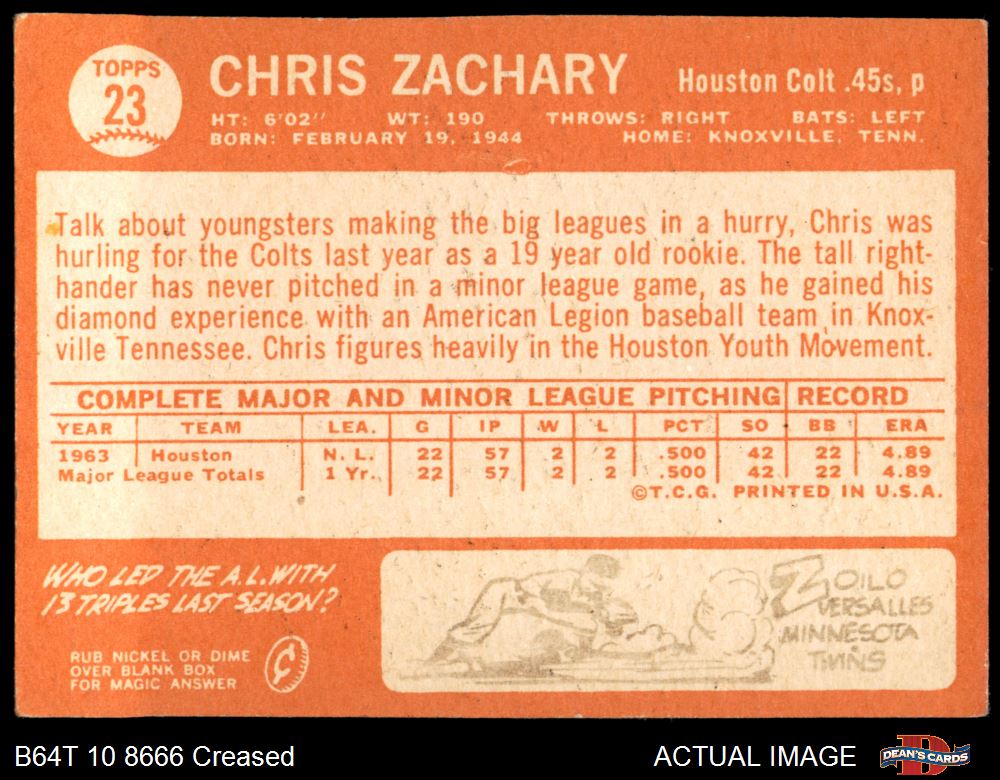 TOPPS
23
CHRIS ZACHARY
Houston Colt .45s, p
HT: 6'02" WT: 190 THROWS: RIGHT BATS: LEFT
BORN: FEBRUARY 19, 1944 HOME: KNOXVILLE, TENN.
Talk about youngsters making the big leagues in a hurry, Chris was
hurling for the Colts last year as a 19 year old rookie. The tall right-
hander has never pitched in a minor league game, as he gained his
diamond experience with an American Legion baseball team in Knox-
ville Tennessee. Chris figures heavily in the Houston Youth Movement.
COMPLETE MAJOR AND MINOR LEAGUE PITCHING RECORD
YEAR TEAM LEA. G IP W L PCT SO BB ERA
1963 Houston N. L. 22 57 2 2 .500 42 22 4.89
Major League Totals 1 Yr. 22 57 2 2 .500 42 22 4.89
©T.C.G. PRINTED IN U.S.A.
WHO LED THE A.L. WITH
13 TRIPLES LAST SEASON?
RUB NICKEL OR DIME
OVER BLANK BOX
FOR MAGIC ANSWER
ZOILO
VERSALLES
MINNESOTA
TWINS
B64T 10 8666 Creased
ACTUAL IMAGE
DEAN'S CARDS